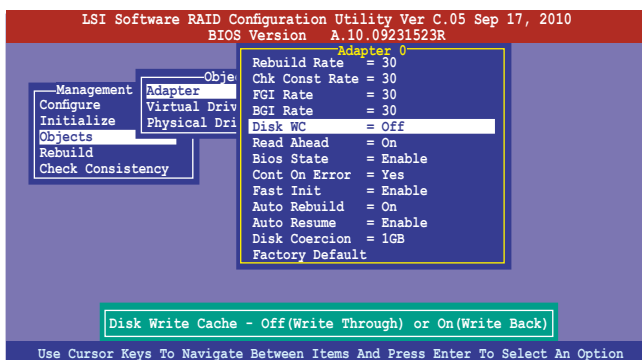 LSI Software RAID Configuration Utility Ver C.05 Sep 17, 2010
BIOS Version A.10.09231523R
Management
Configure
Initialize
Objects
Rebuild
Check Consistency
Obje
Adapter
Virtual Driv
Physical Dri
Adapter 0
Rebuild Rate = 30
Chk Const Rate = 30
FGI Rate = 30
BGI Rate = 30
Disk WC = Off
Read Ahead = On
Bios State = Enable
Cont On Error = Yes
Fast Init = Enable
Auto Rebuild = On
Auto Resume = Enable
Disk Coercion = 1GB
Factory Default
Disk Write Cache - Off(Write Through) or On(Write Back)
Use Cursor Keys To Navigate Between Items And Press Enter To Select An Option